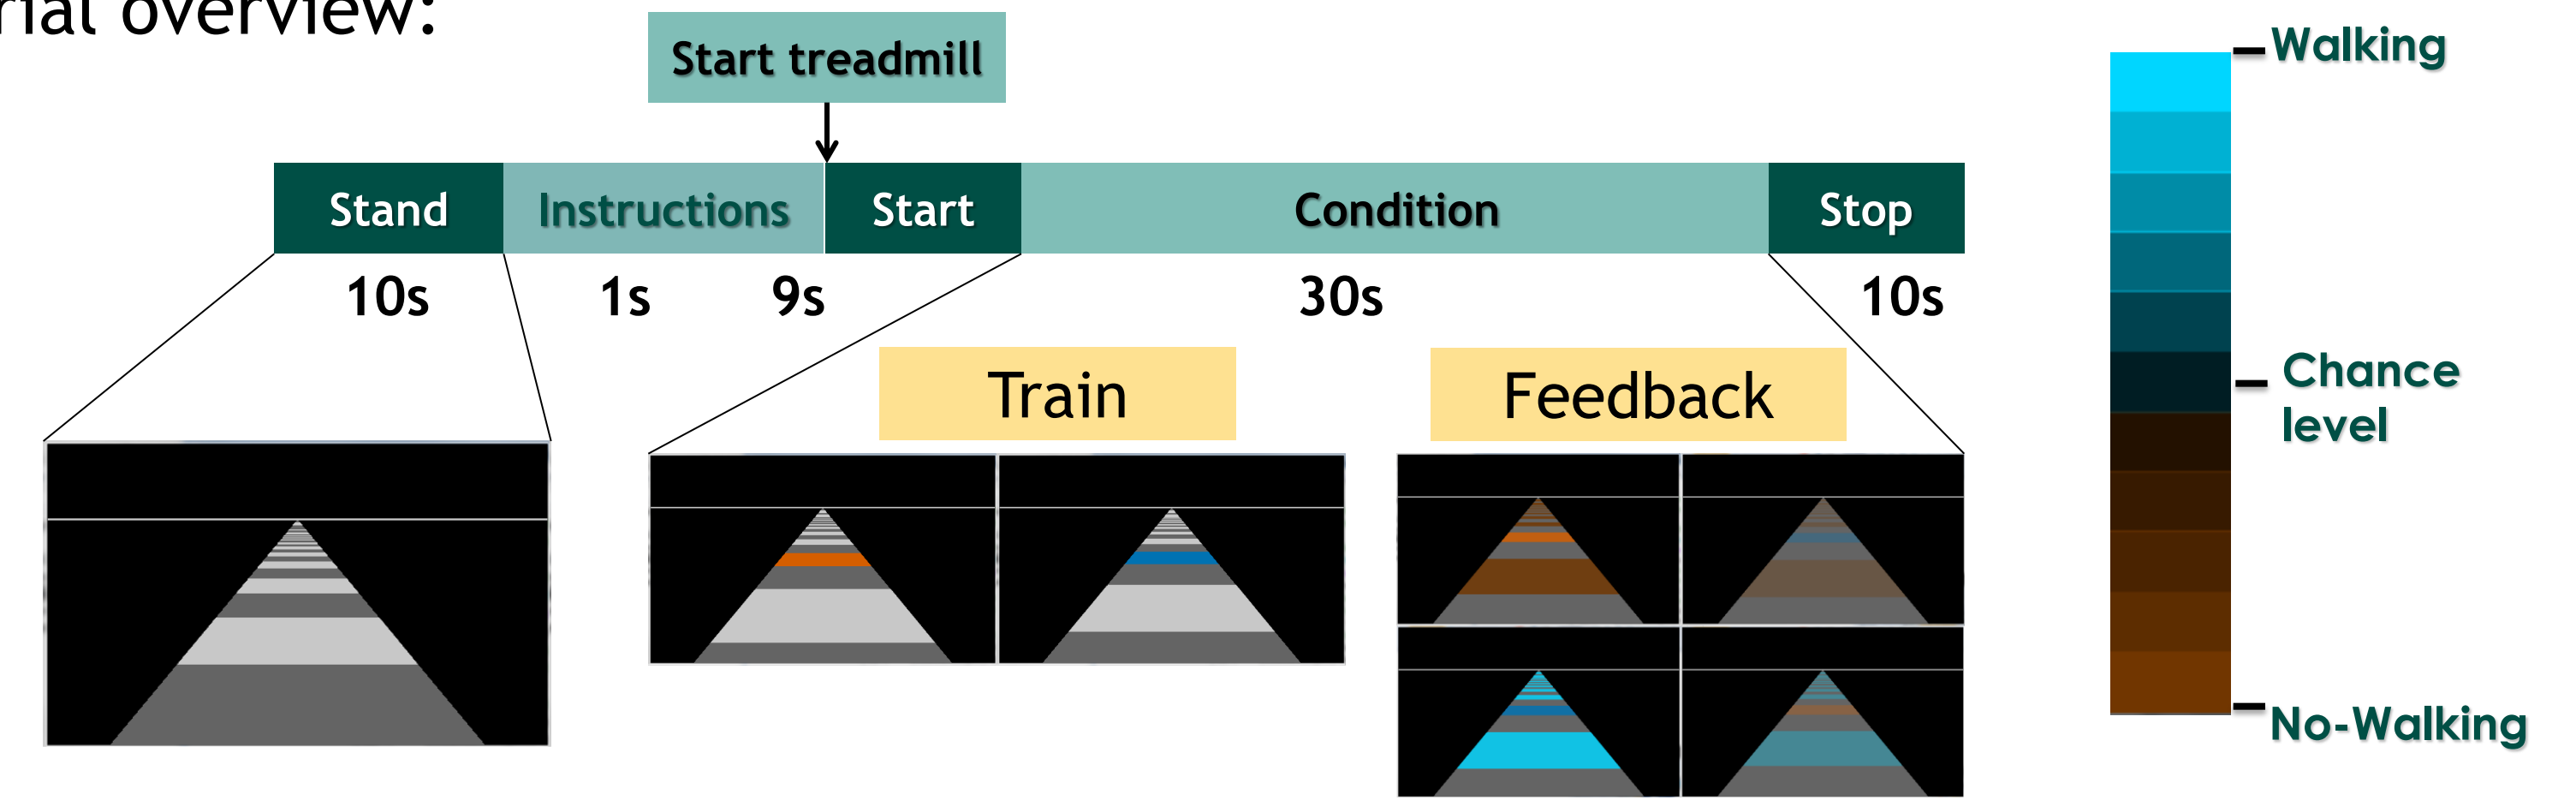 rial overview:
Start treadmill
Walking
Stand Instructions Start Condition Stop
10s 1s 9s 30s 10s
Train Feedback
Chance
level
No-Walking